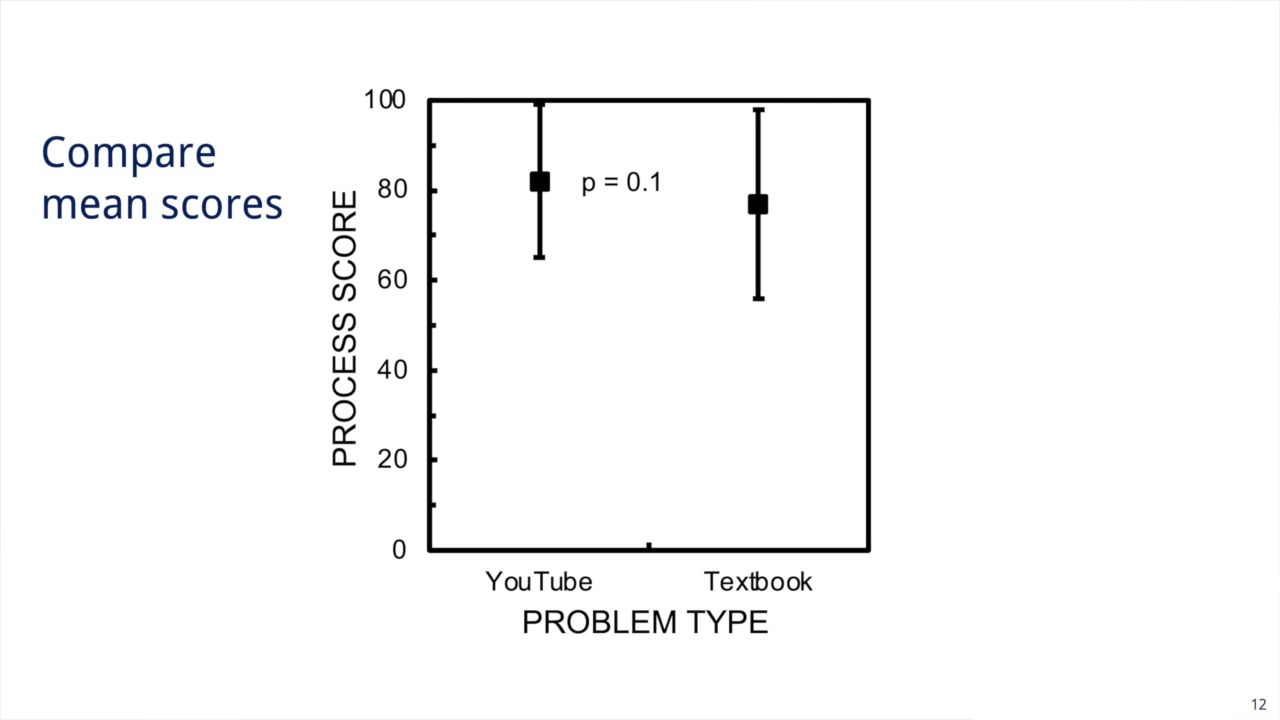 Compare
mean scores
PROCESS SCORE
100
80
60
40
20
0
p = 0.1
YouTube
Textbook
PROBLEM TYPE
12